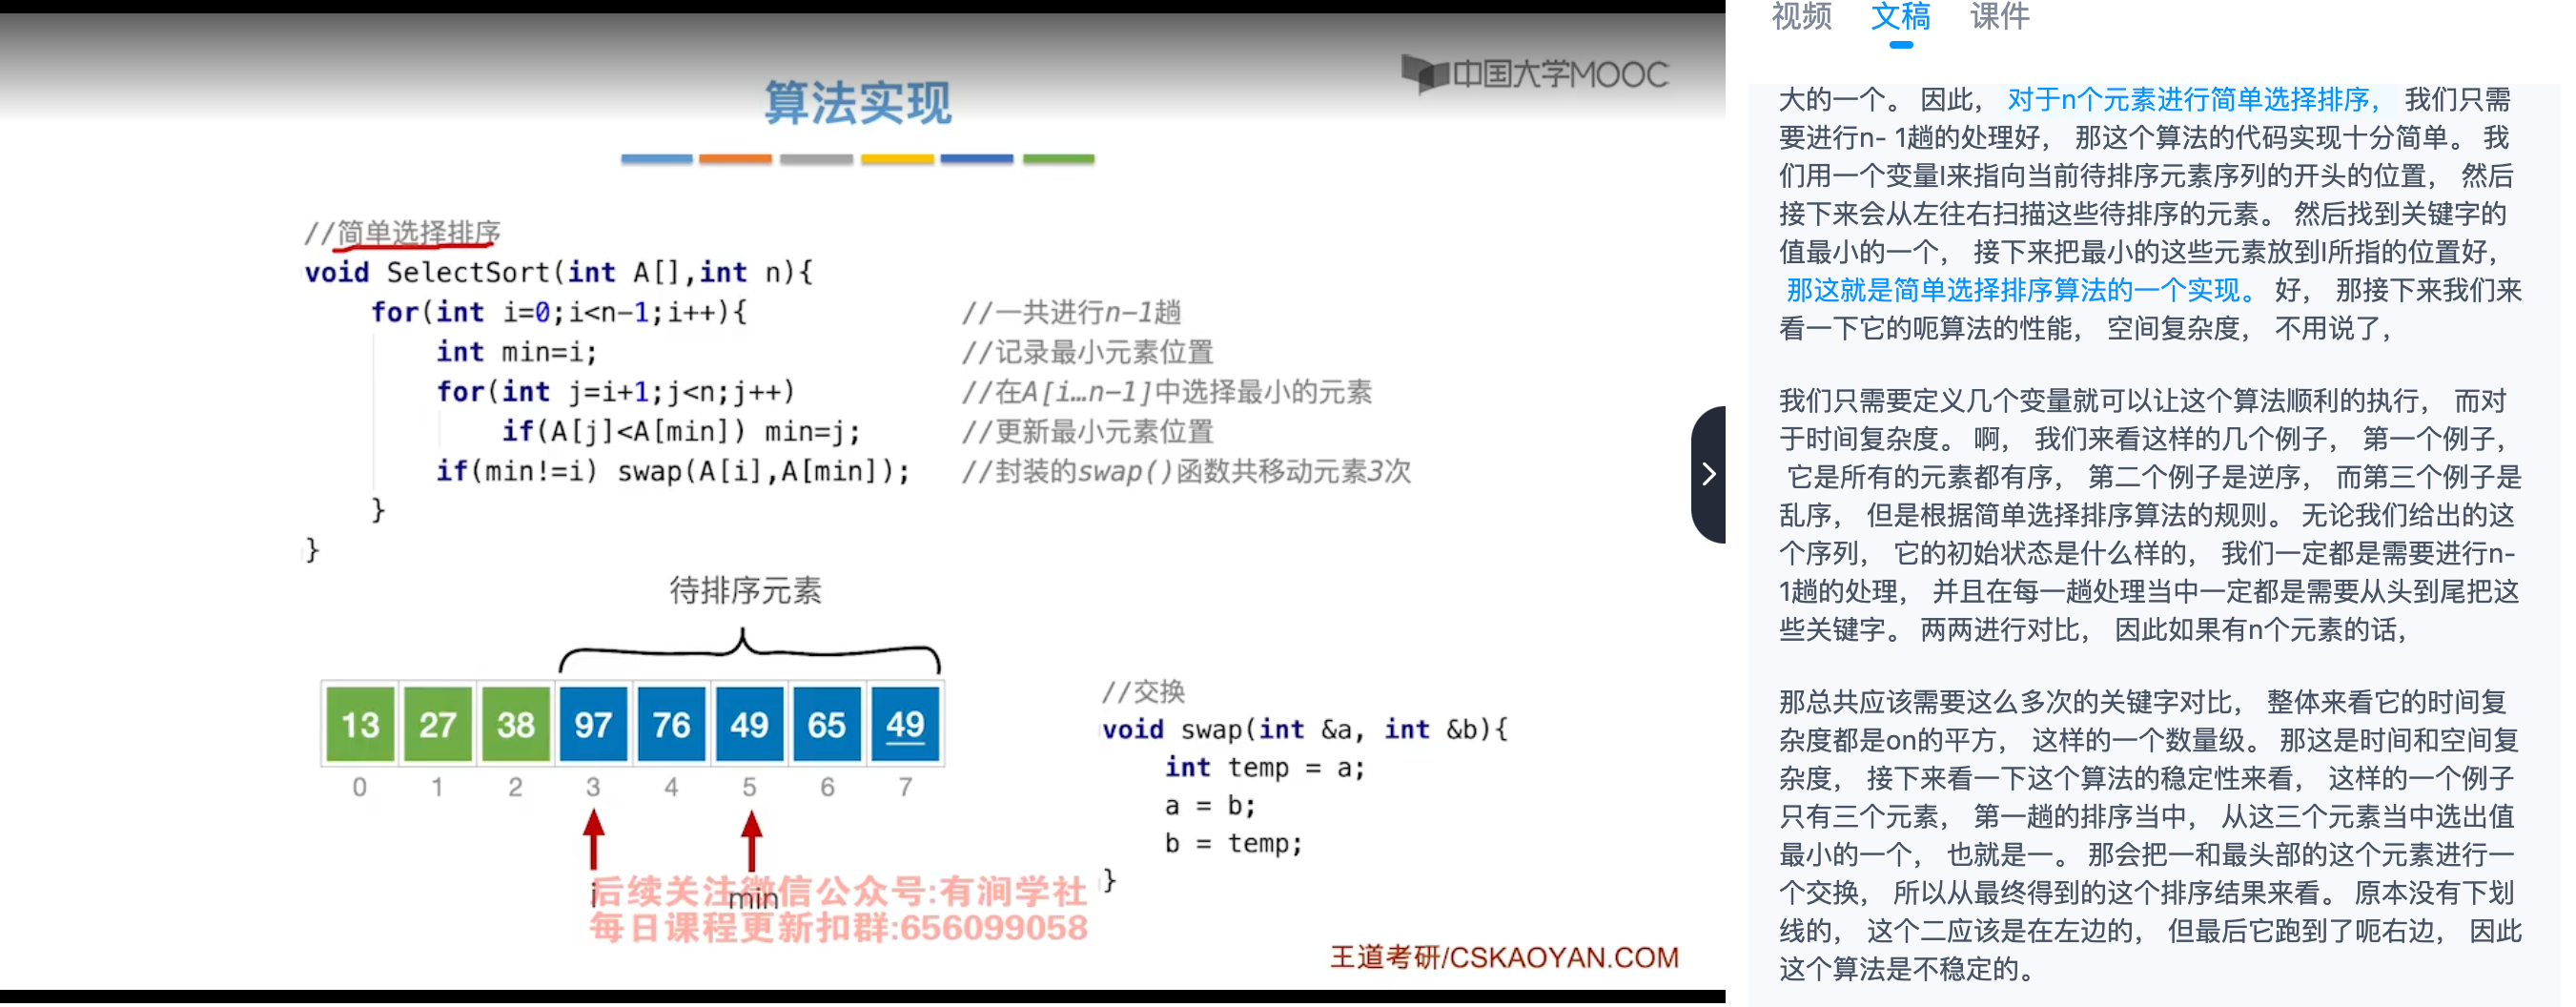 中国大学MOOC
算法实现
//简单选择排序
void SelectSort(int A[],int n){
for(int i=0;i<n-1;i++){ //一共进行n-1趟
int min=i; //记录最小元素位置
for(int j=i+1;j<n;j++) //在A[i…n-1]中选择最小的元素
if(A[j]<A[min]) min=j; //更新最小元素位置
if(min!=i) swap(A[i],A[min]); //封装的swap()函数共移动元素3次
}
}
待排序元素
13 27 38 97 76 49 65 49
0 1 2 3 4 5 6 7
i min
//交换
void swap(int &a, int &b){
int temp = a;
a = b;
b = temp;
}
后续关注微信公众号:有涧学社
每日课程更新扣群:656099058
王道考研/CSKAOYAN.COM
视频 文稿 课件
大的一个。 因此， 对于n个元素进行简单选择排序， 我们只需
要进行n- 1趟的处理好， 那这个算法的代码实现十分简单。 我
们用一个变量I来指向当前待排序元素序列的开头的位置， 然后
接下来会从左往右扫描这些待排序的元素。 然后找到关键字的
值最小的一个， 接下来把最小的这些元素放到I所指的位置好，
那这就是简单选择排序算法的一个实现。 好， 那接下来我们来
看一下它的呃算法的性能， 空间复杂度， 不用说了，
我们只需要定义几个变量就可以让这个算法顺利的执行， 而对
于时间复杂度。 啊， 我们来看这样的几个例子， 第一个例子，
它是所有的元素都有序， 第二个例子是逆序， 而第三个例子是
乱序， 但是根据简单选择排序算法的规则。 无论我们给出的这
个序列， 它的初始状态是什么样的， 我们一定都是需要进行n-
1趟的处理， 并且在每一趟处理当中一定都是需要从头到尾把这
些关键字。 两两进行对比， 因此如果有n个元素的话，
那总共应该需要这么多次的关键字对比， 整体来看它的时间复
杂度都是on的平方， 这样的一个数量级。 那这是时间和空间复
杂度， 接下来看一下这个算法的稳定性来看， 这样的一个例子
只有三个元素， 第一趟的排序当中， 从这三个元素当中选出值
最小的一个， 也就是一。 那会把一和最头部的这个元素进行一
个交换， 所以从最终得到的这个排序结果来看。 原本没有下划
线的， 这个二应该是在左边的， 但最后它跑到了呃右边， 因此
这个算法是不稳定的。